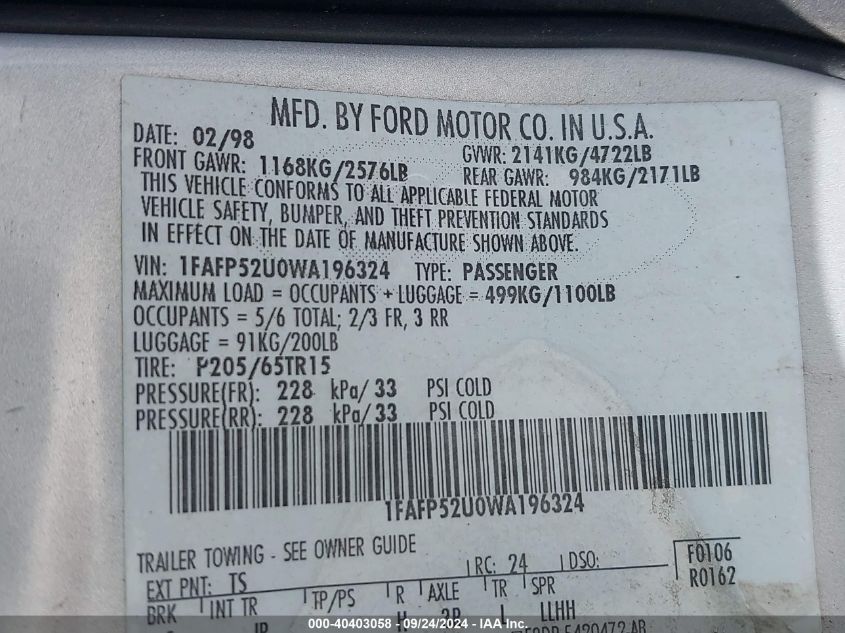 MFD. BY FORD MOTOR CO. IN U.S.A.
DATE: 02/98
GVWR: 2141KG/4722LB
FRONT GAWR: 1168KG/2576LB
REAR GAWR: 984KG/2171LB
THIS VEHICLE CONFORMS TO ALL APPLICABLE FEDERAL MOTOR
VEHICLE SAFETY, BUMPER, AND THEFT PREVENTION STANDARDS
IN EFFECT ON THE DATE OF MANUFACTURE SHOWN ABOVE.
VIN: 1FAFP52U0WA196324 TYPE: PASSENGER
MAXIMUM LOAD = OCCUPANTS + LUGGAGE = 499KG/1100LB
OCCUPANTS = 5/6 TOTAL; 2/3 FR, 3 RR
LUGGAGE = 91KG/200LB
TIRE: P205/65TR15
PRESSURE(FR): 228 kPa/ 33 PSI COLD
PRESSURE(RR): 228 kPa/ 33 PSI COLD
1FAFP52U0WA196324
TRAILER TOWING - SEE OWNER GUIDE
F0106
R0162
EXT PNT: TS RC: 24 DSO:
BRK INT TR TP/PS R AXLE TR SPR
LLHH
000-40403058 - 09/24/2024 - IAA Inc.